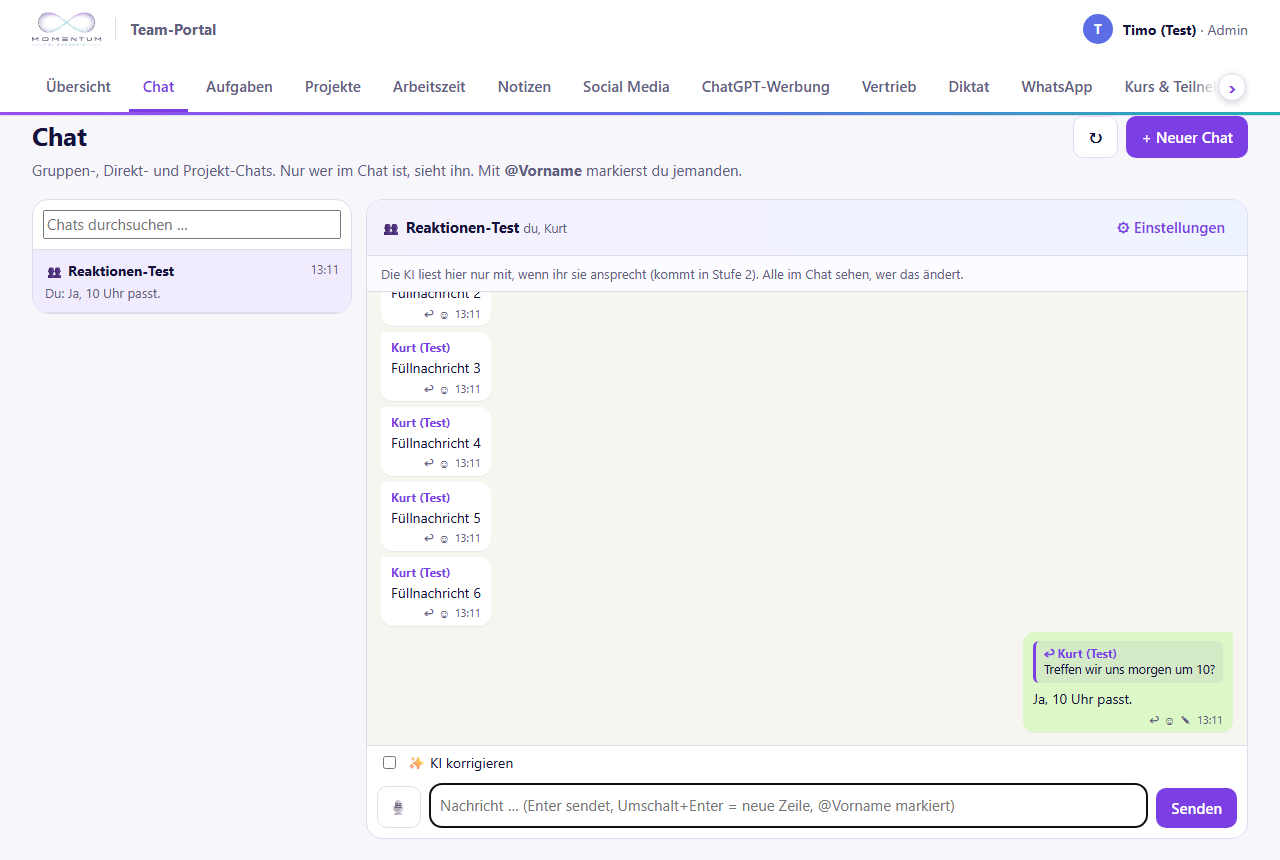 MOMENTUM
Team-Portal
T
Timo (Test) · Admin
Übersicht
Chat
Aufgaben
Projekte
Arbeitszeit
Notizen
Social Media
ChatGPT-Werbung
Vertrieb
Diktat
WhatsApp
Kurs & Teilne
Chat
+ Neuer Chat
Gruppen-, Direkt- und Projekt-Chats. Nur wer im Chat ist, sieht ihn. Mit @Vorname markierst du jemanden.
Chats durchsuchen ...
Reaktionen-Test 13:11
Du: Ja, 10 Uhr passt.
Reaktionen-Test du, Kurt
Einstellungen
Die KI liest hier nur mit, wenn ihr sie ansprecht (kommt in Stufe 2). Alle im Chat sehen, wer das ändert.
Füllnachricht 2
13:11
Kurt (Test)
Füllnachricht 3
13:11
Kurt (Test)
Füllnachricht 4
13:11
Kurt (Test)
Füllnachricht 5
13:11
Kurt (Test)
Füllnachricht 6
13:11
Kurt (Test)
Treffen wir uns morgen um 10?
Ja, 10 Uhr passt.
13:11
KI korrigieren
Nachricht ... (Enter sendet, Umschalt+Enter = neue Zeile, @Vorname markiert)
Senden